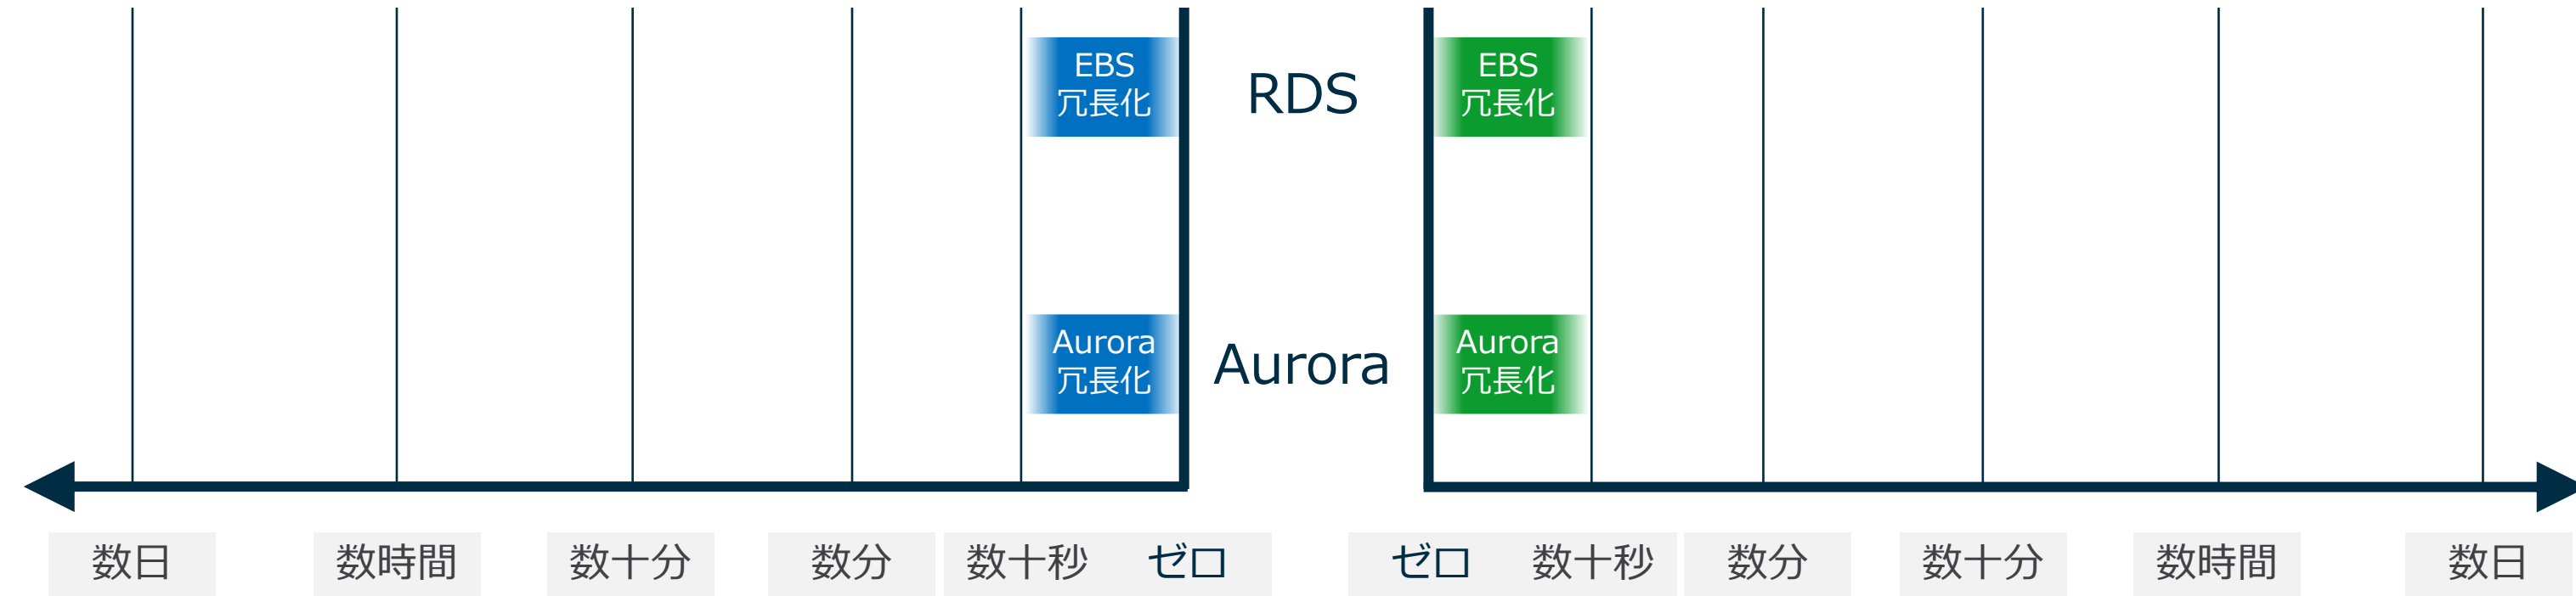 EBS
冗長化
RDS
EBS
冗長化
Aurora
冗長化
Aurora
Aurora
冗長化
数日
数時間
数十分
数分
数十秒
ゼロ
ゼロ
数十秒
数分
数十分
数時間
数日